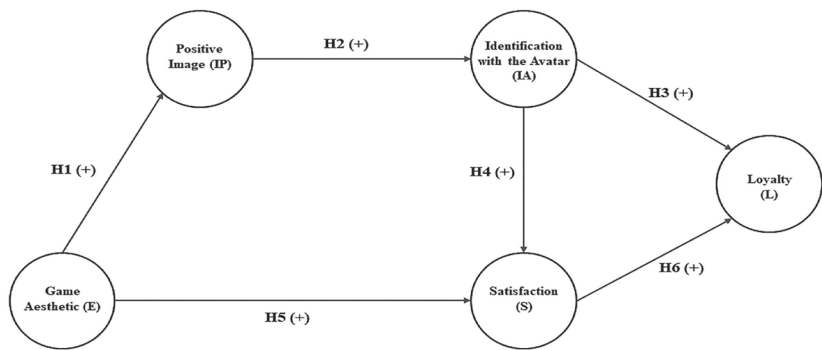 Positive
Image (IP)
H2 (+)
Identification
with the Avatar
(IA)
H1 (+)
H3 (+)
H4 (+)
Loyalty
(L)
Game
Aesthetic (E)
H5 (+)
Satisfaction
(S)
H6 (+)